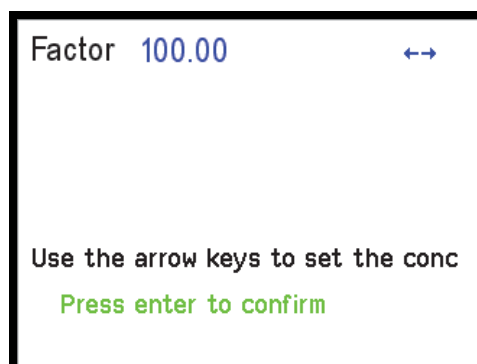 Factor 100.00 ←→
Use the arrow keys to set the conc
Press enter to confirm